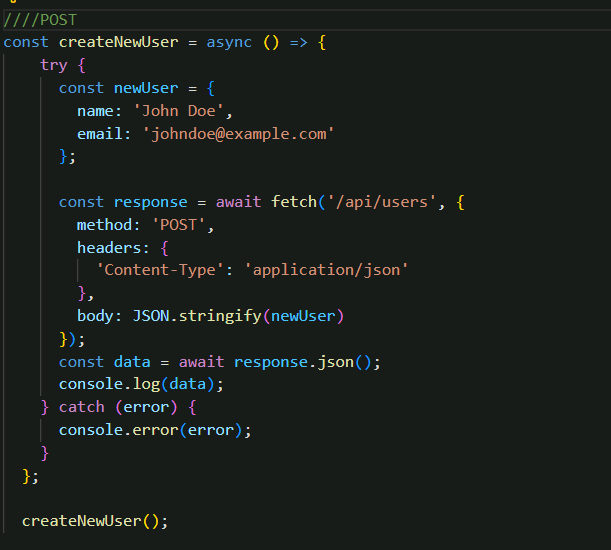 ////POST
const createNewUser = async () => {
    try {
      const newUser = {
        name: 'John Doe',
        email: 'johndoe@example.com'
      };

      const response = await fetch('/api/users', {
        method: 'POST',
        headers: {
          'Content-Type': 'application/json'
        },
        body: JSON.stringify(newUser)
      });
      const data = await response.json();
      console.log(data);
    } catch (error) {
      console.error(error);
    }
  };

  createNewUser();